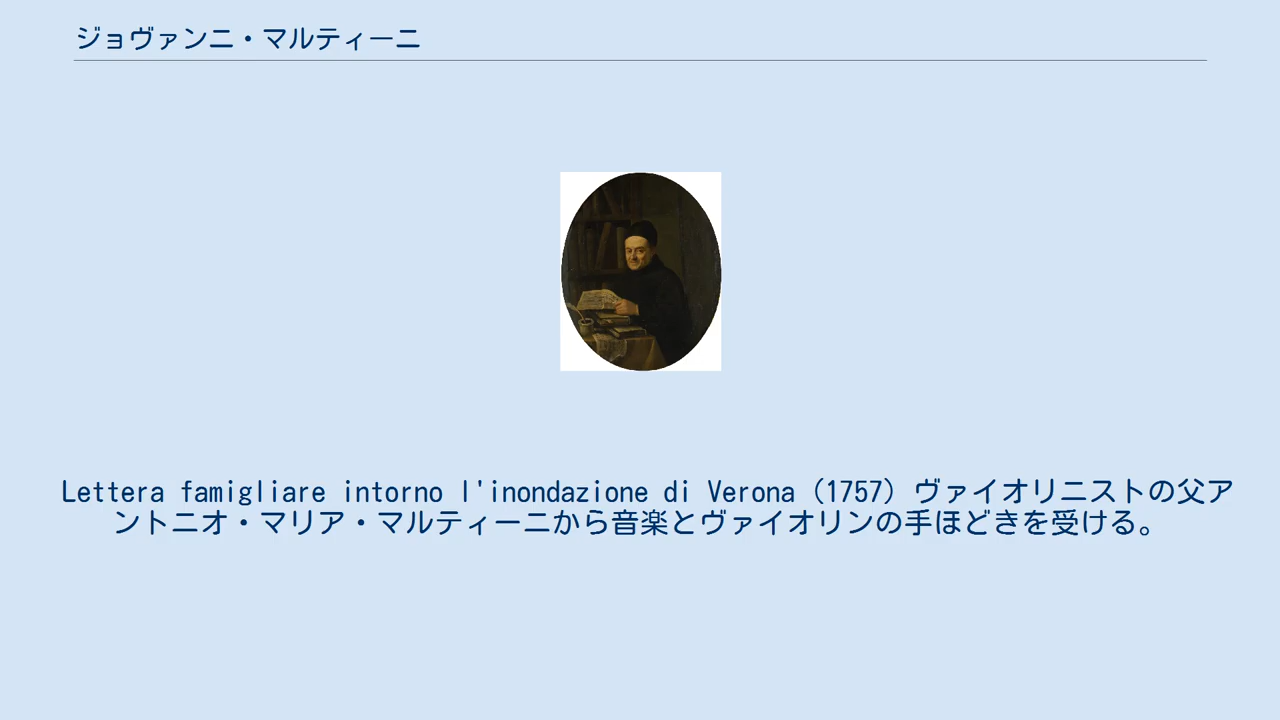 ジョヴァンニ・マルティーニ
Lettera famigliare intorno l'inondazione di Verona (1757) ヴァイオリニストの父ア
ントニオ・マリア・マルティーニから音楽とヴァイオリンの手ほどきを受ける。